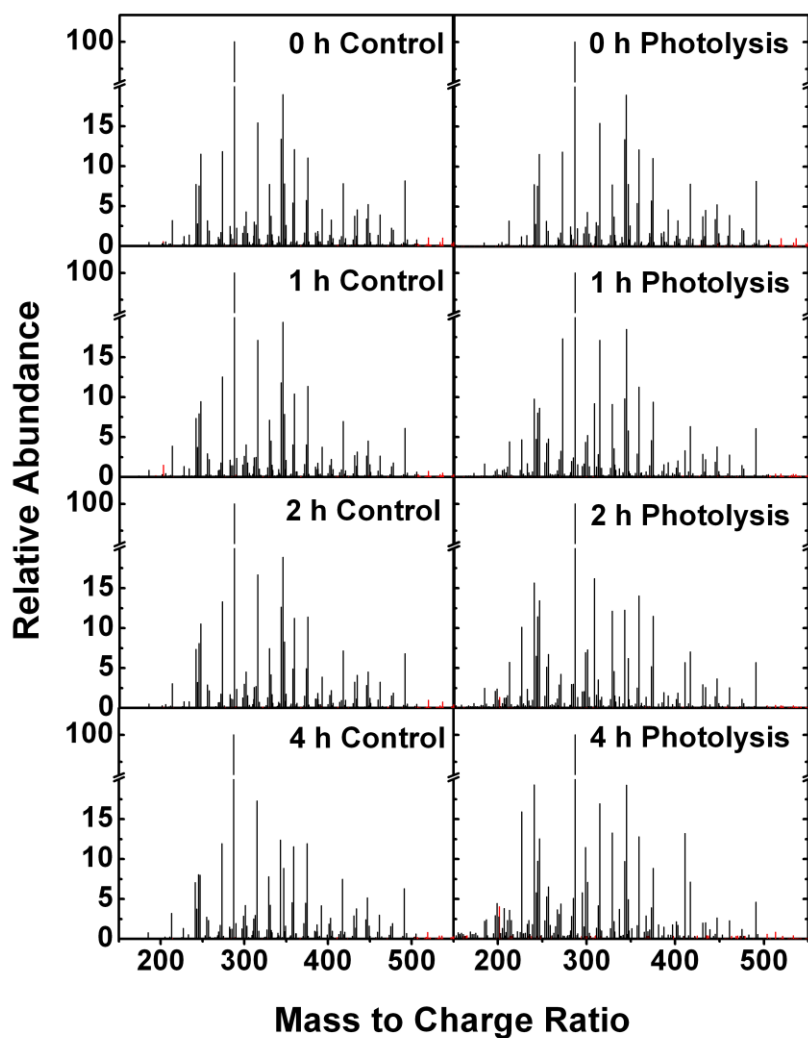 0 h Control
0 h Photolysis
100
15
10
5
0
1 h Control
1 h Photolysis
100
15
10
5
0
2 h Control
2 h Photolysis
100
15
10
5
0
4 h Control
4 h Photolysis
100
15
10
5
0
200 300 400 500 200 300 400 500
Relative Abundance
Mass to Charge Ratio